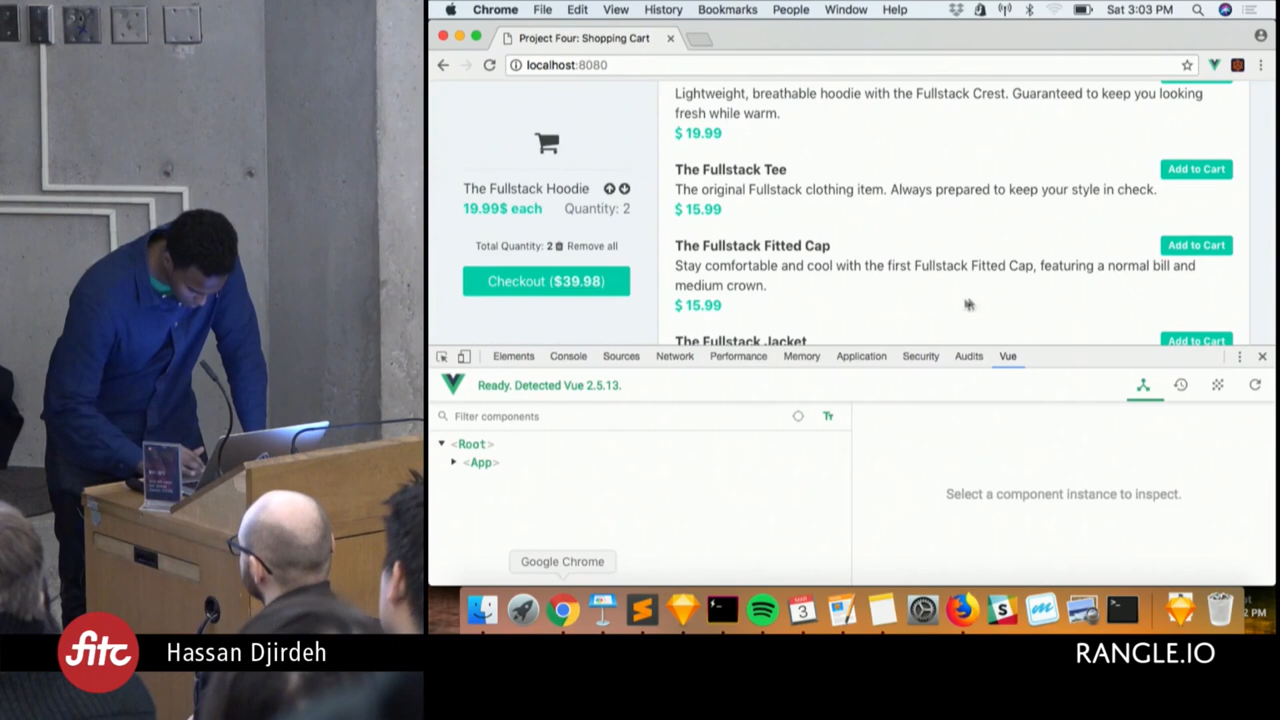 Chrome File Edit View History Bookmarks People Window Help Sat 3:03 PM
Project Four: Shopping Cart
localhost:8080
Lightweight, breathable hoodie with the Fullstack Crest. Guaranteed to keep you looking
fresh while warm.
$ 19.99
The Fullstack Hoodie
19.99$ each Quantity: 2
Total Quantity: 2 Remove all
Checkout ($39.98)
The Fullstack Tee Add to Cart
The original Fullstack clothing item. Always prepared to keep your style in check.
$ 15.99
The Fullstack Fitted Cap Add to Cart
Stay comfortable and cool with the first Fullstack Fitted Cap, featuring a normal bill and
medium crown.
$ 15.99
The Fullstack Jacket Add to Cart
Elements Console Sources Network Performance Memory Application Security Audits Vue
Ready. Detected Vue 2.5.13.
Filter components
Tr
<Root>
<App>
Select a component instance to inspect.
Google Chrome
3
2 PM
fitc Hassan Djirdeh RANGLE.IO